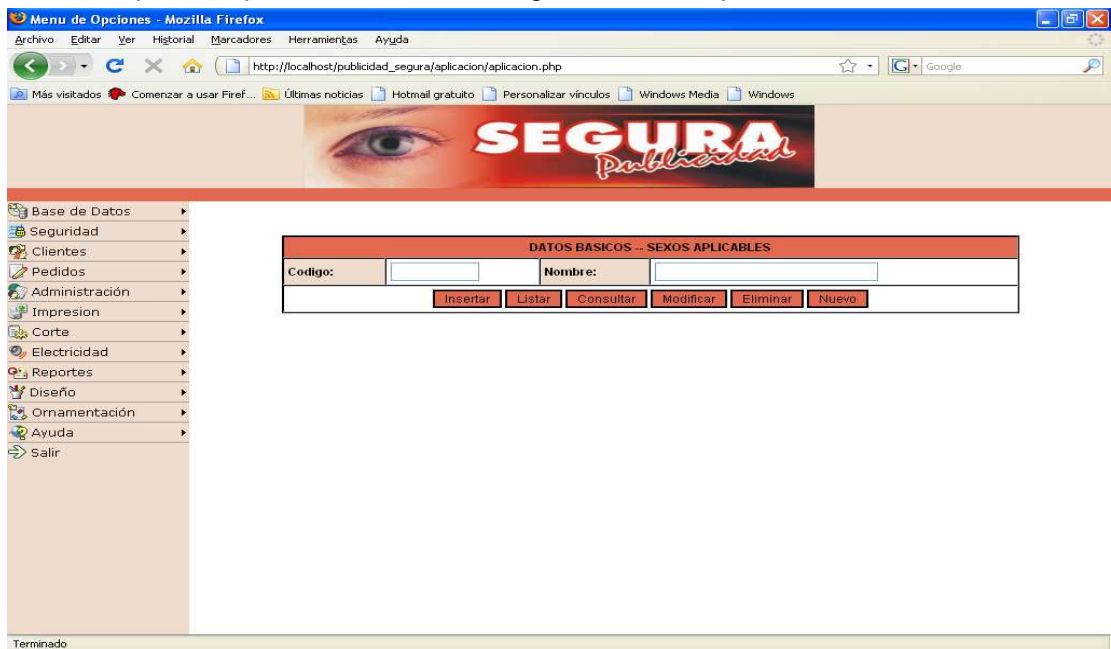 Menu de Opciones - Mozilla Firefox
Archivo Editar Ver Historial Marcadores Herramientas Ayuda
http://localhost/publicidad_segura/aplicacion/aplicacion.php G Google
Más visitados Comenzar a usar Firef... Últimas noticias Hotmail gratuito Personalizar vínculos Windows Media Windows
SEGURA
Publicidad
Base de Datos
Seguridad
Clientes
Pedidos
Administración
Impresion
Corte
Electricidad
Reportes
Diseño
Ornamentación
Ayuda
Salir
DATOS BASICOS -- SEXOS APLICABLES
Codigo: Nombre:
Insertar Listar Consultar Modificar Eliminar Nuevo
Terminado